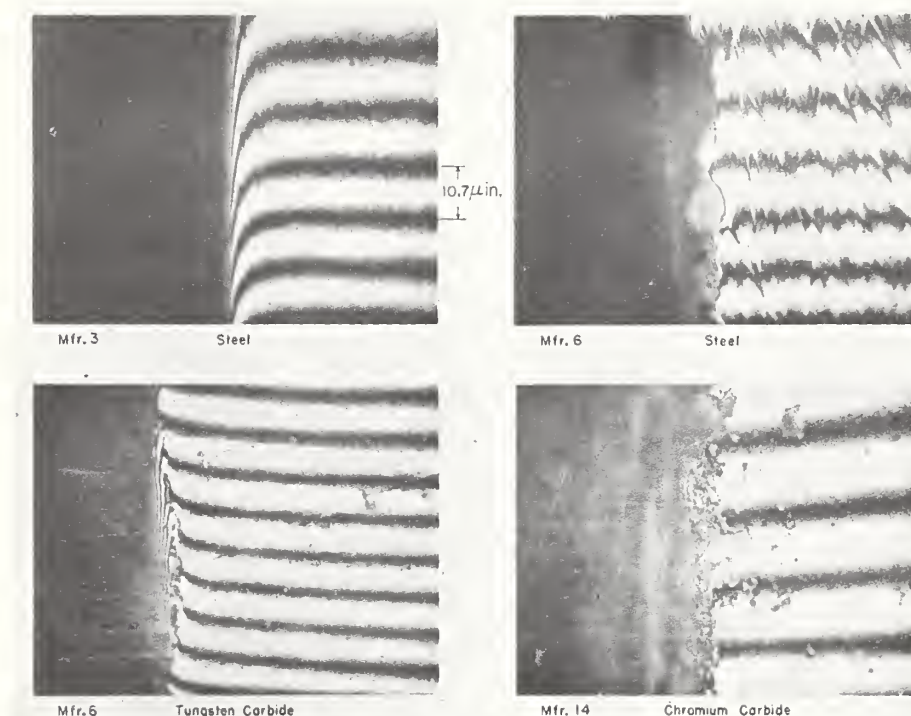 10.7μin.
Mfr. 3 Steel
Mfr. 6 Steel
Mfr. 6 Tungsten Carbide
Mfr. 14 Chromium Carbide